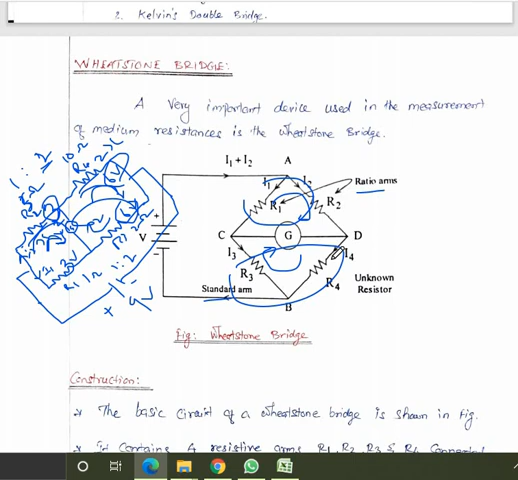 2. Kelvin's Double Bridge.
WHEATSTONE BRIDGE:
A Very important device used in the measurement
of medium resistances is the Wheatstone Bridge.
I1 + I2
A
I1
I2
Ratio arms
R1
R2
+
V
C
G
D
I3
I4
R3
R4
Standard arm
Unknown
Resistor
B
Fig: Wheatstone Bridge
Construction:
* The basic Circuit of a Wheatstone bridge is shown in Fig.
* It Contains 4 resistive arms R1, R2, R3 & R4 Connected